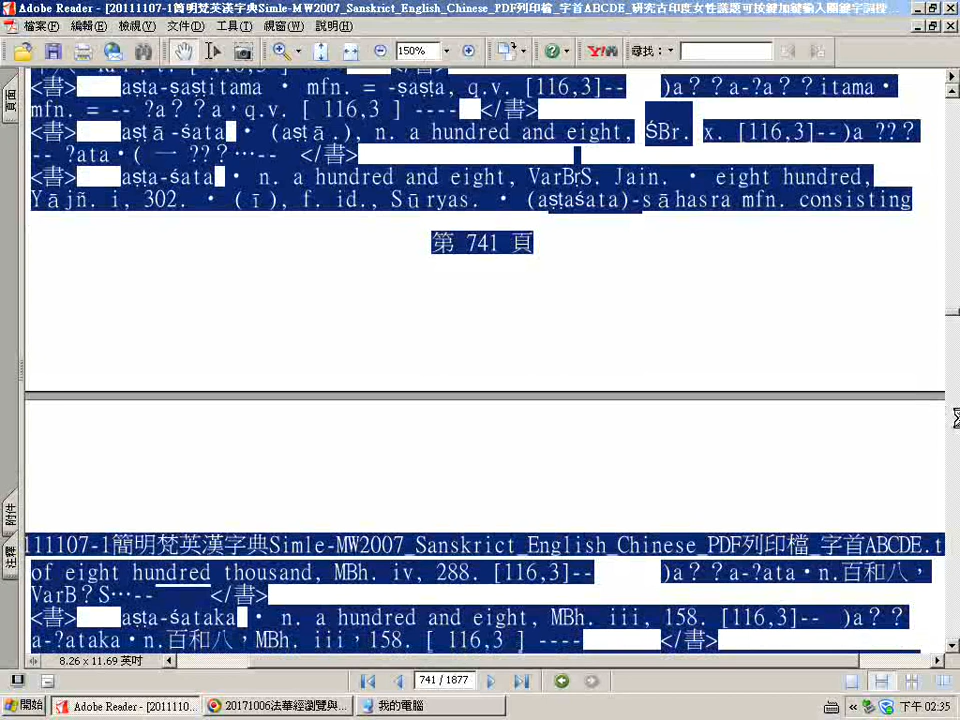 Adobe Reader - [20111107-1簡明梵英漢字典Simle-MW2007_Sanskrict_English_Chinese_PDF列印檔_字首ABCDE_研究古印度女性議題可按鍵加鍵輸入關鍵字詞搜
檔案(F) 編輯(E) 檢視(V) 文件(D) 工具(T) 視窗(W) 說明(H)
150% 尋找:
頁面
<書> aṣṭa-ṣaṣṭitama · mfn. = -ṣaṣṭa, q.v. [116,3]-- )a？？a-?a？？itama·
mfn. = -- ?a？？a，q.v. [ 116,3 ] ---- </書>
<書> aṣṭā-śata · (aṣṭā.), n. a hundred and eight, ŚBr. x. [116,3]--)a ??？
-- ?ata·( 一 ??？…-- </書>
<書> aṣṭa-śata · n. a hundred and eight, VarBrS. Jain. · eight hundred,
Yājñ. i, 302. · (ī), f. id., Sūryas. · (aṣṭaśata)-sāhasra mfn. consisting
第 741 頁
附件
注釋
111107-1簡明梵英漢字典Simle-MW2007_Sanskrict_English_Chinese_PDF列印檔_字首ABCDE.t
of eight hundred thousand, MBh. iv, 288. [116,3]-- )a？？a-?ata·n.百和八，
VarB？S…-- </書>
<書> aṣṭa-śataka · n. a hundred and eight, MBh. iii, 158. [116,3]-- )a？？
a-?ataka·n.百和八，MBh. iii，158. [ 116,3 ] ---- </書>
8.26 x 11.69 英吋
741 / 1877
開始 Adobe Reader - [201110... 20171006法華經瀏覽與... 我的電腦 下午 02:35